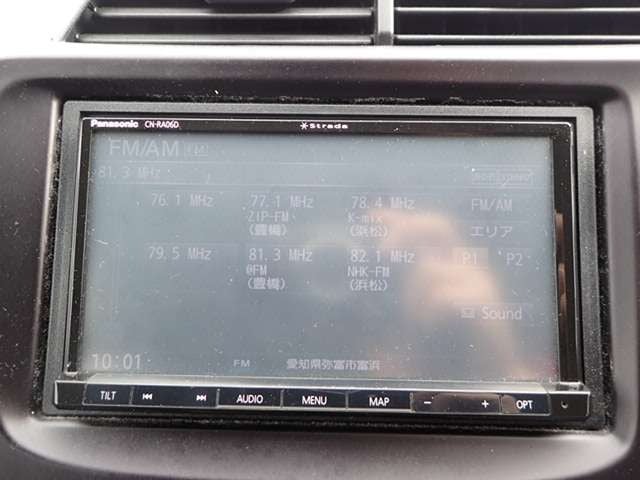 Panasonic CN-RA06D Strada
FM/AM
81.3 MHz
76.1 MHz 77.1 MHz 78.4 MHz FM/AM
ZIP-FM K-mix
(豊橋) (浜松) エリア
79.5 MHz 81.3 MHz 82.1 MHz P1 P2
@FM NHK-FM
(豊橋) (浜松)
Sound
10:01 FM 愛知県弥富市富浜
TILT AUDIO MENU MAP - + OPT